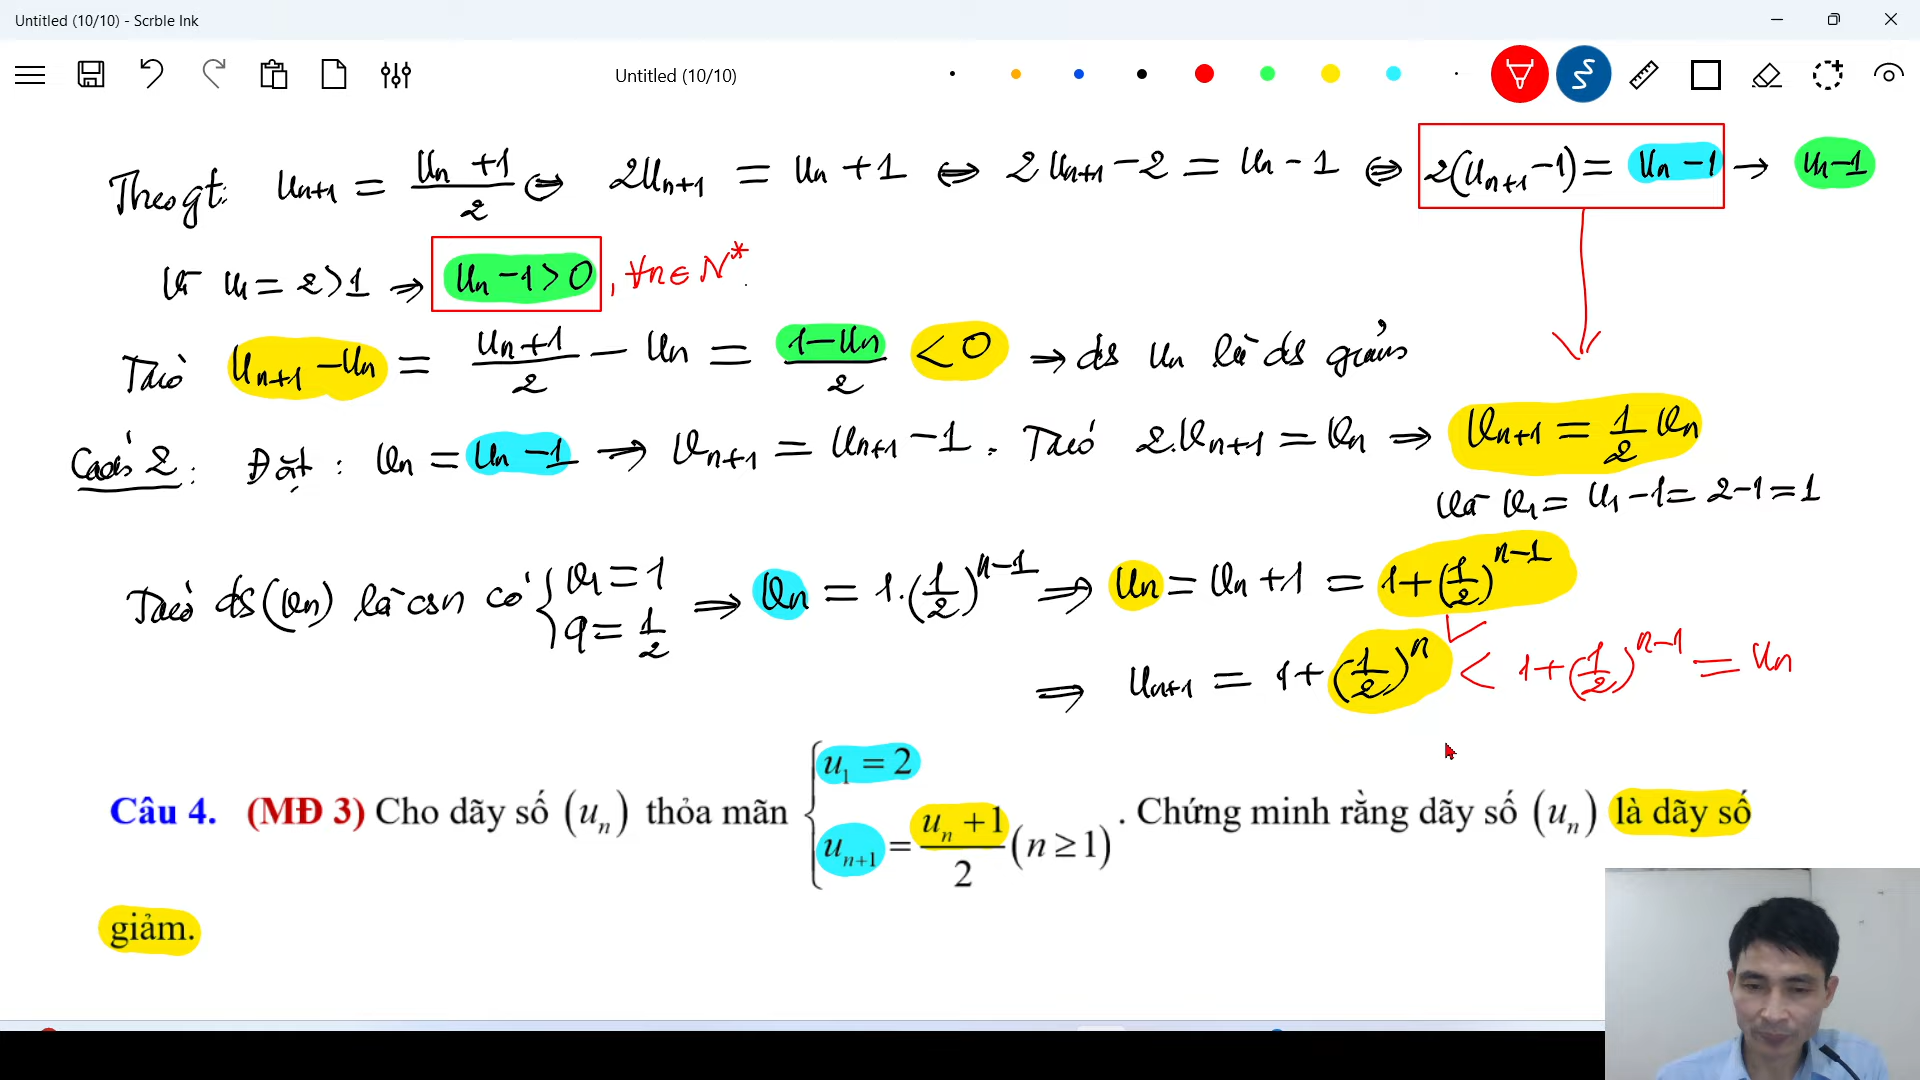 Untitled (10/10) - Scrble Ink
Untitled (10/10)
Theo gt: Un+1 = (Un + 1)/2 ⇔ 2Un+1 = Un + 1 ⇔ 2Un+1 - 2 = Un - 1 ⇔ 2(Un+1 - 1) = Un - 1 → U1 - 1
Vì U1 = 2 > 1 ⇒ Un - 1 > 0, ∀n ∈ N*
Ta có Un+1 - Un = (Un + 1)/2 - Un = (1 - Un)/2 < 0 ⇒ ds Un là ds giảm
Cách 2: Đặt: Vn = Un - 1 ⇒ Vn+1 = Un+1 - 1. Ta có 2.Vn+1 = Vn ⇒ Vn+1 = 1/2 Vn
Và V1 = U1 - 1 = 2 - 1 = 1
Ta có ds (Vn) là csn có { V1 = 1 q = 1/2 ⇒ Vn = 1.(1/2)^(n-1) ⇒ Un = Vn + 1 = 1 + (1/2)^(n-1)
⇒ Un+1 = 1 + (1/2)^n < 1 + (1/2)^(n-1) = Un
Câu 4. (MĐ 3) Cho dãy số (un) thỏa mãn { u1 = 2 un+1 = (un + 1)/2 (n ≥ 1) . Chứng minh rằng dãy số (un) là dãy số
giảm.